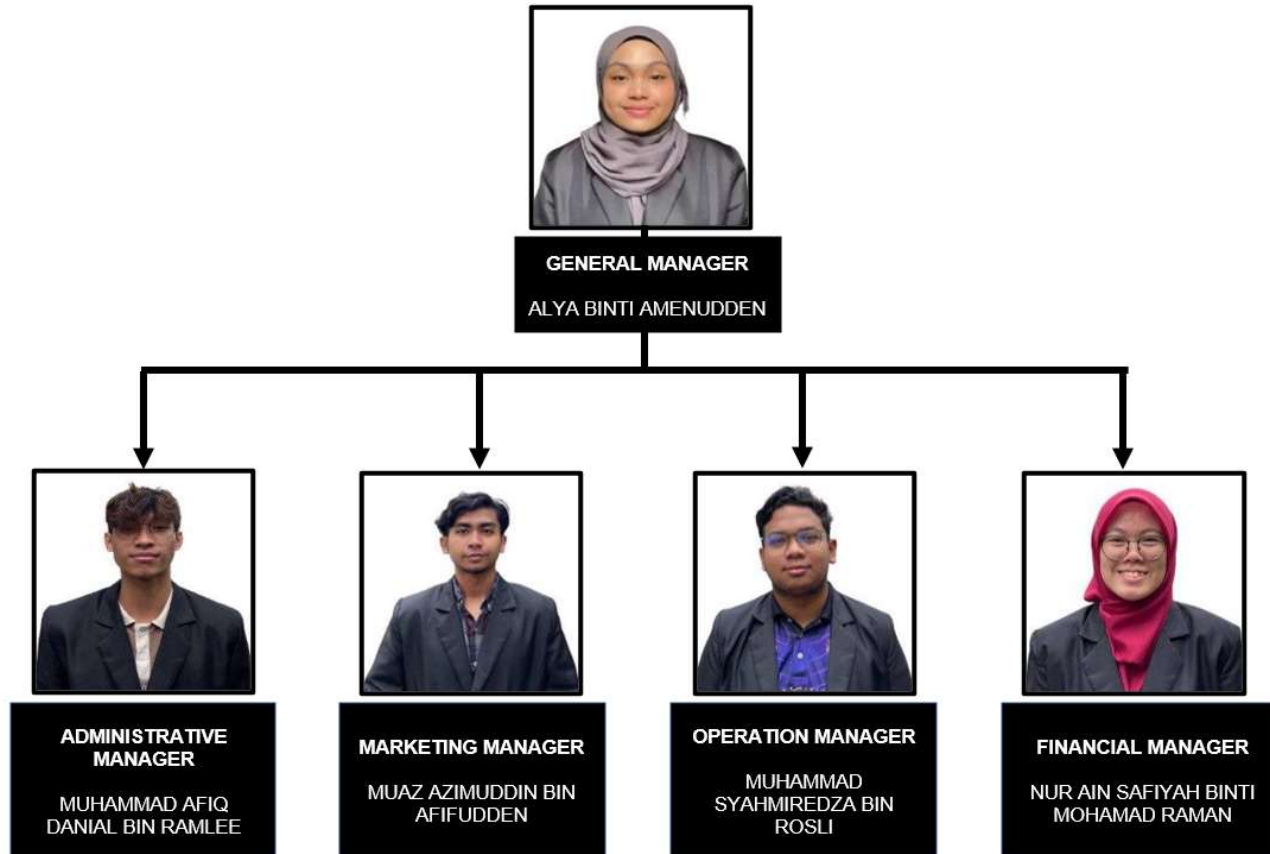 GENERAL MANAGER
ALYA BINTI AMENUDDEN
ADMINISTRATIVE
MANAGER
MUHAMMAD AFIQ
DANIAL BIN RAMLEE
MARKETING MANAGER
MUAZ AZIMUDDIN BIN
AFIFUDDEN
OPERATION MANAGER
MUHAMMAD
SYAHMIREDZA BIN
ROSLI
FINANCIAL MANAGER
NUR AIN SAFIYAH BINTI
MOHAMAD RAMAN